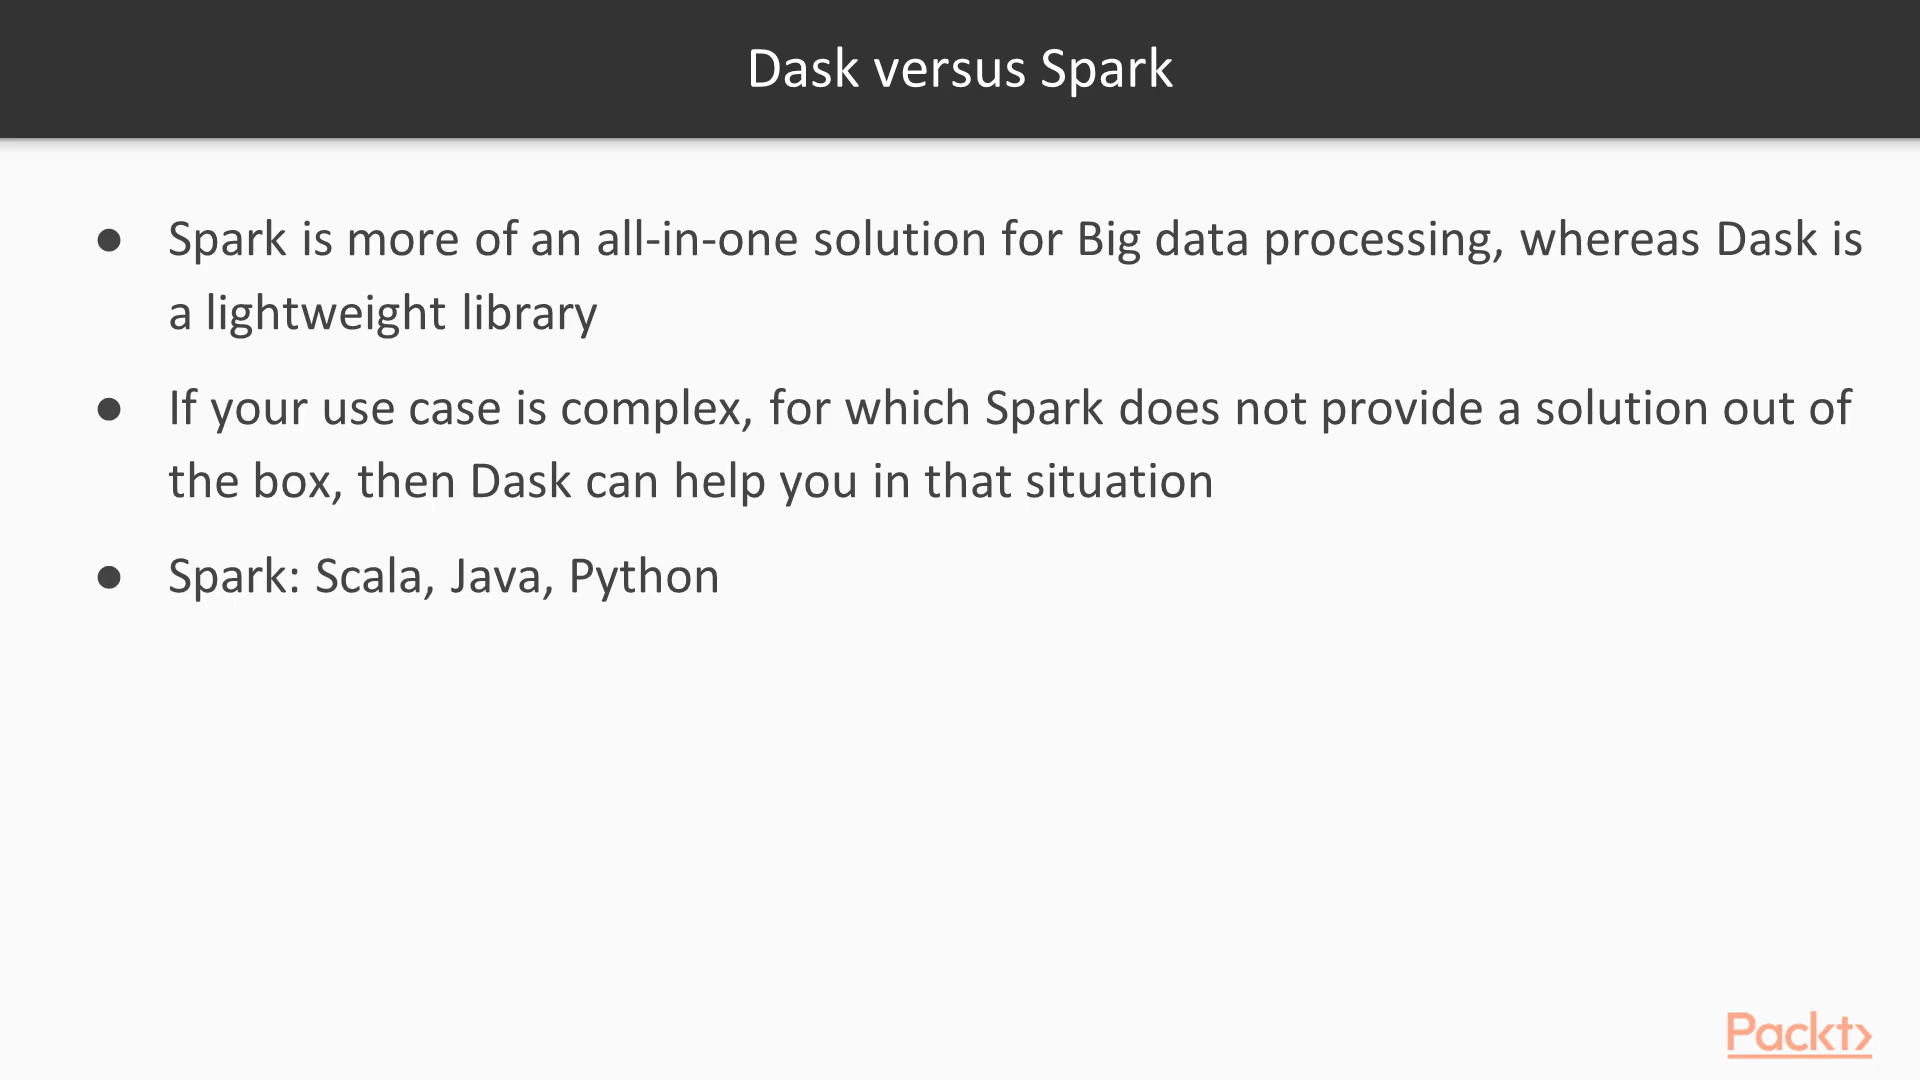 Dask versus Spark
● Spark is more of an all-in-one solution for Big data processing, whereas Dask is
a lightweight library
● If your use case is complex, for which Spark does not provide a solution out of
the box, then Dask can help you in that situation
● Spark: Scala, Java, Python
Packt>